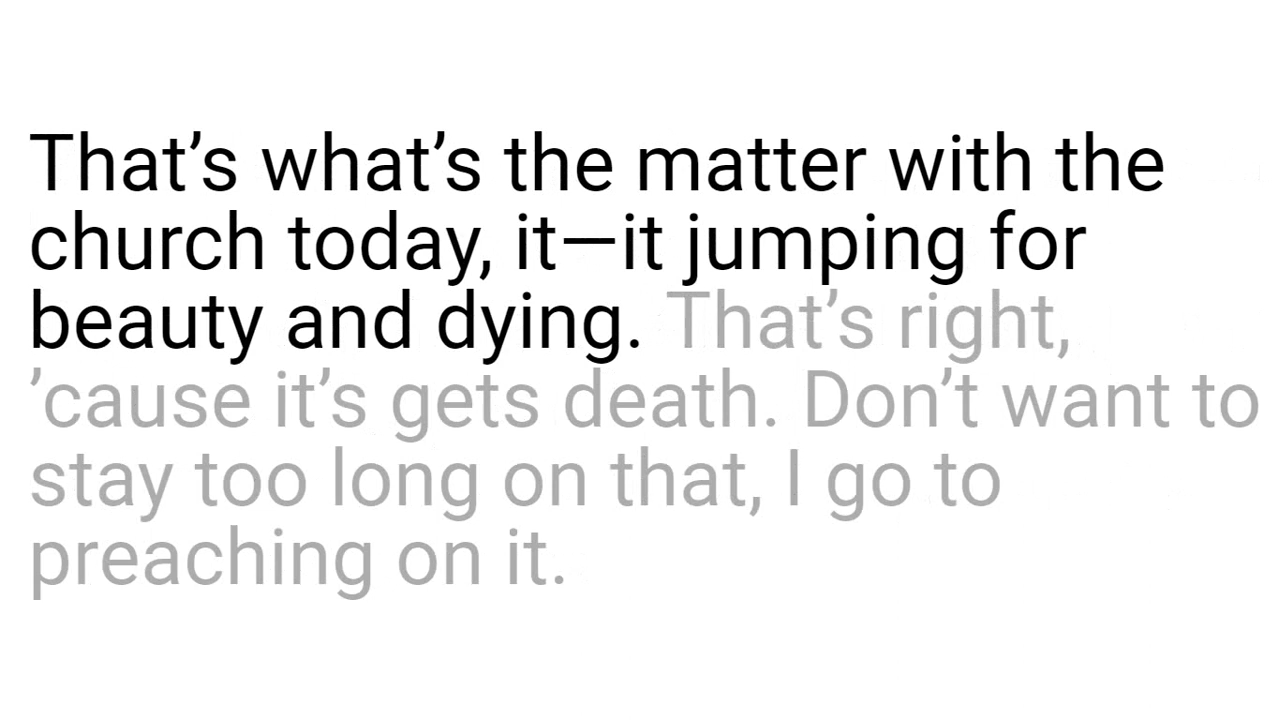 That’s what’s the matter with the
church today, it—it jumping for
beauty and dying. That’s right,
’cause it’s gets death. Don’t want to
stay too long on that, I go to
preaching on it.